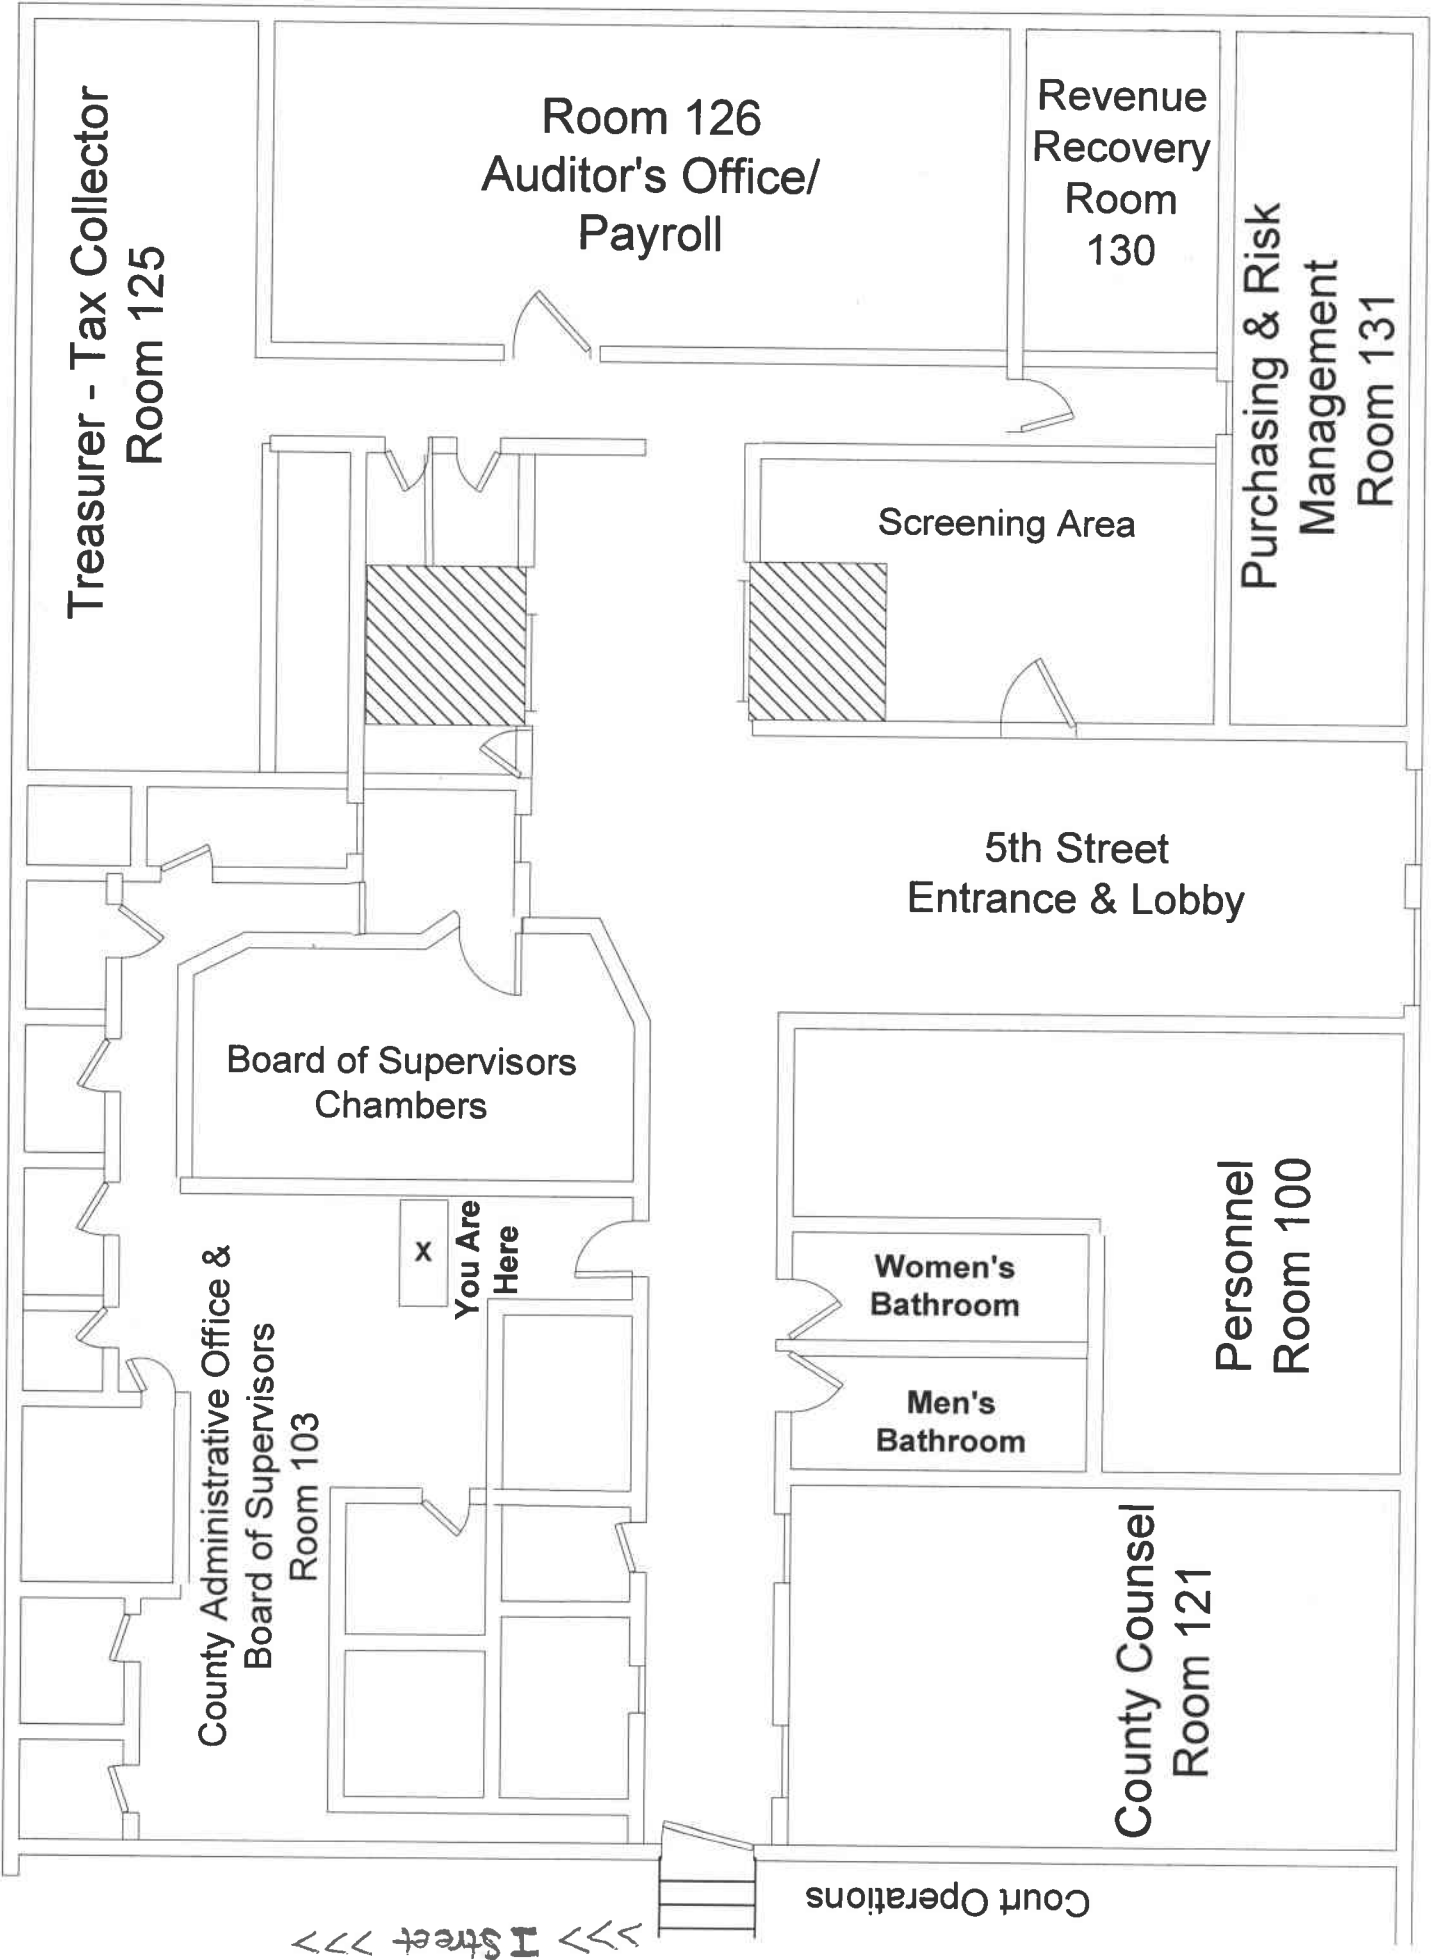 Treasurer - Tax Collector
Room 125
Room 126
Auditor's Office/
Payroll
Revenue
Recovery
Room
130
Purchasing & Risk
Management
Room 131
Screening Area
5th Street
Entrance & Lobby
Board of Supervisors
Chambers
X
You Are
Here
County Administrative Office &
Board of Supervisors
Room 103
Women's
Bathroom
Men's
Bathroom
Personnel
Room 100
County Counsel
Room 121
Court Operations
>>> I Street >>>